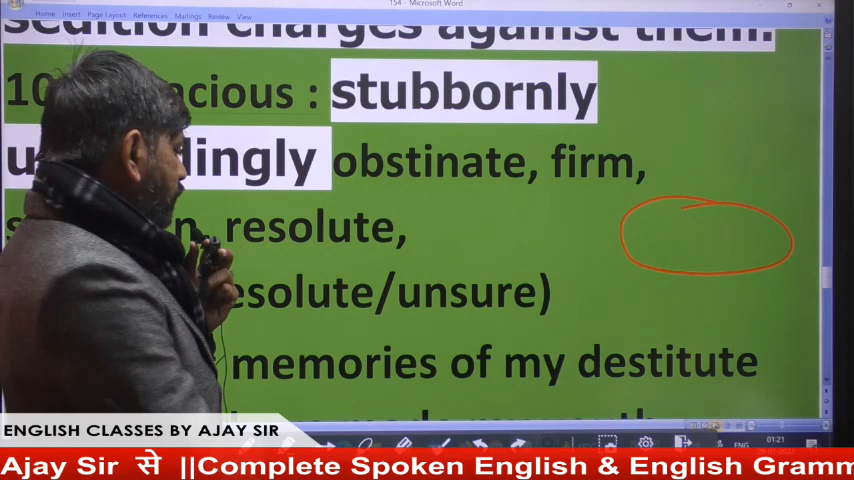 154 - Microsoft Word
Home Insert Page Layout References Mailings Review View
sedition charges against them.
10 acious : stubbornly
u dingly obstinate, firm,
s n, resolute,
esolute/unsure)
memories of my destitute
ENGLISH CLASSES BY AJAY SIR
ENG
01:21
Ajay Sir से ||Complete Spoken English & English Gramm